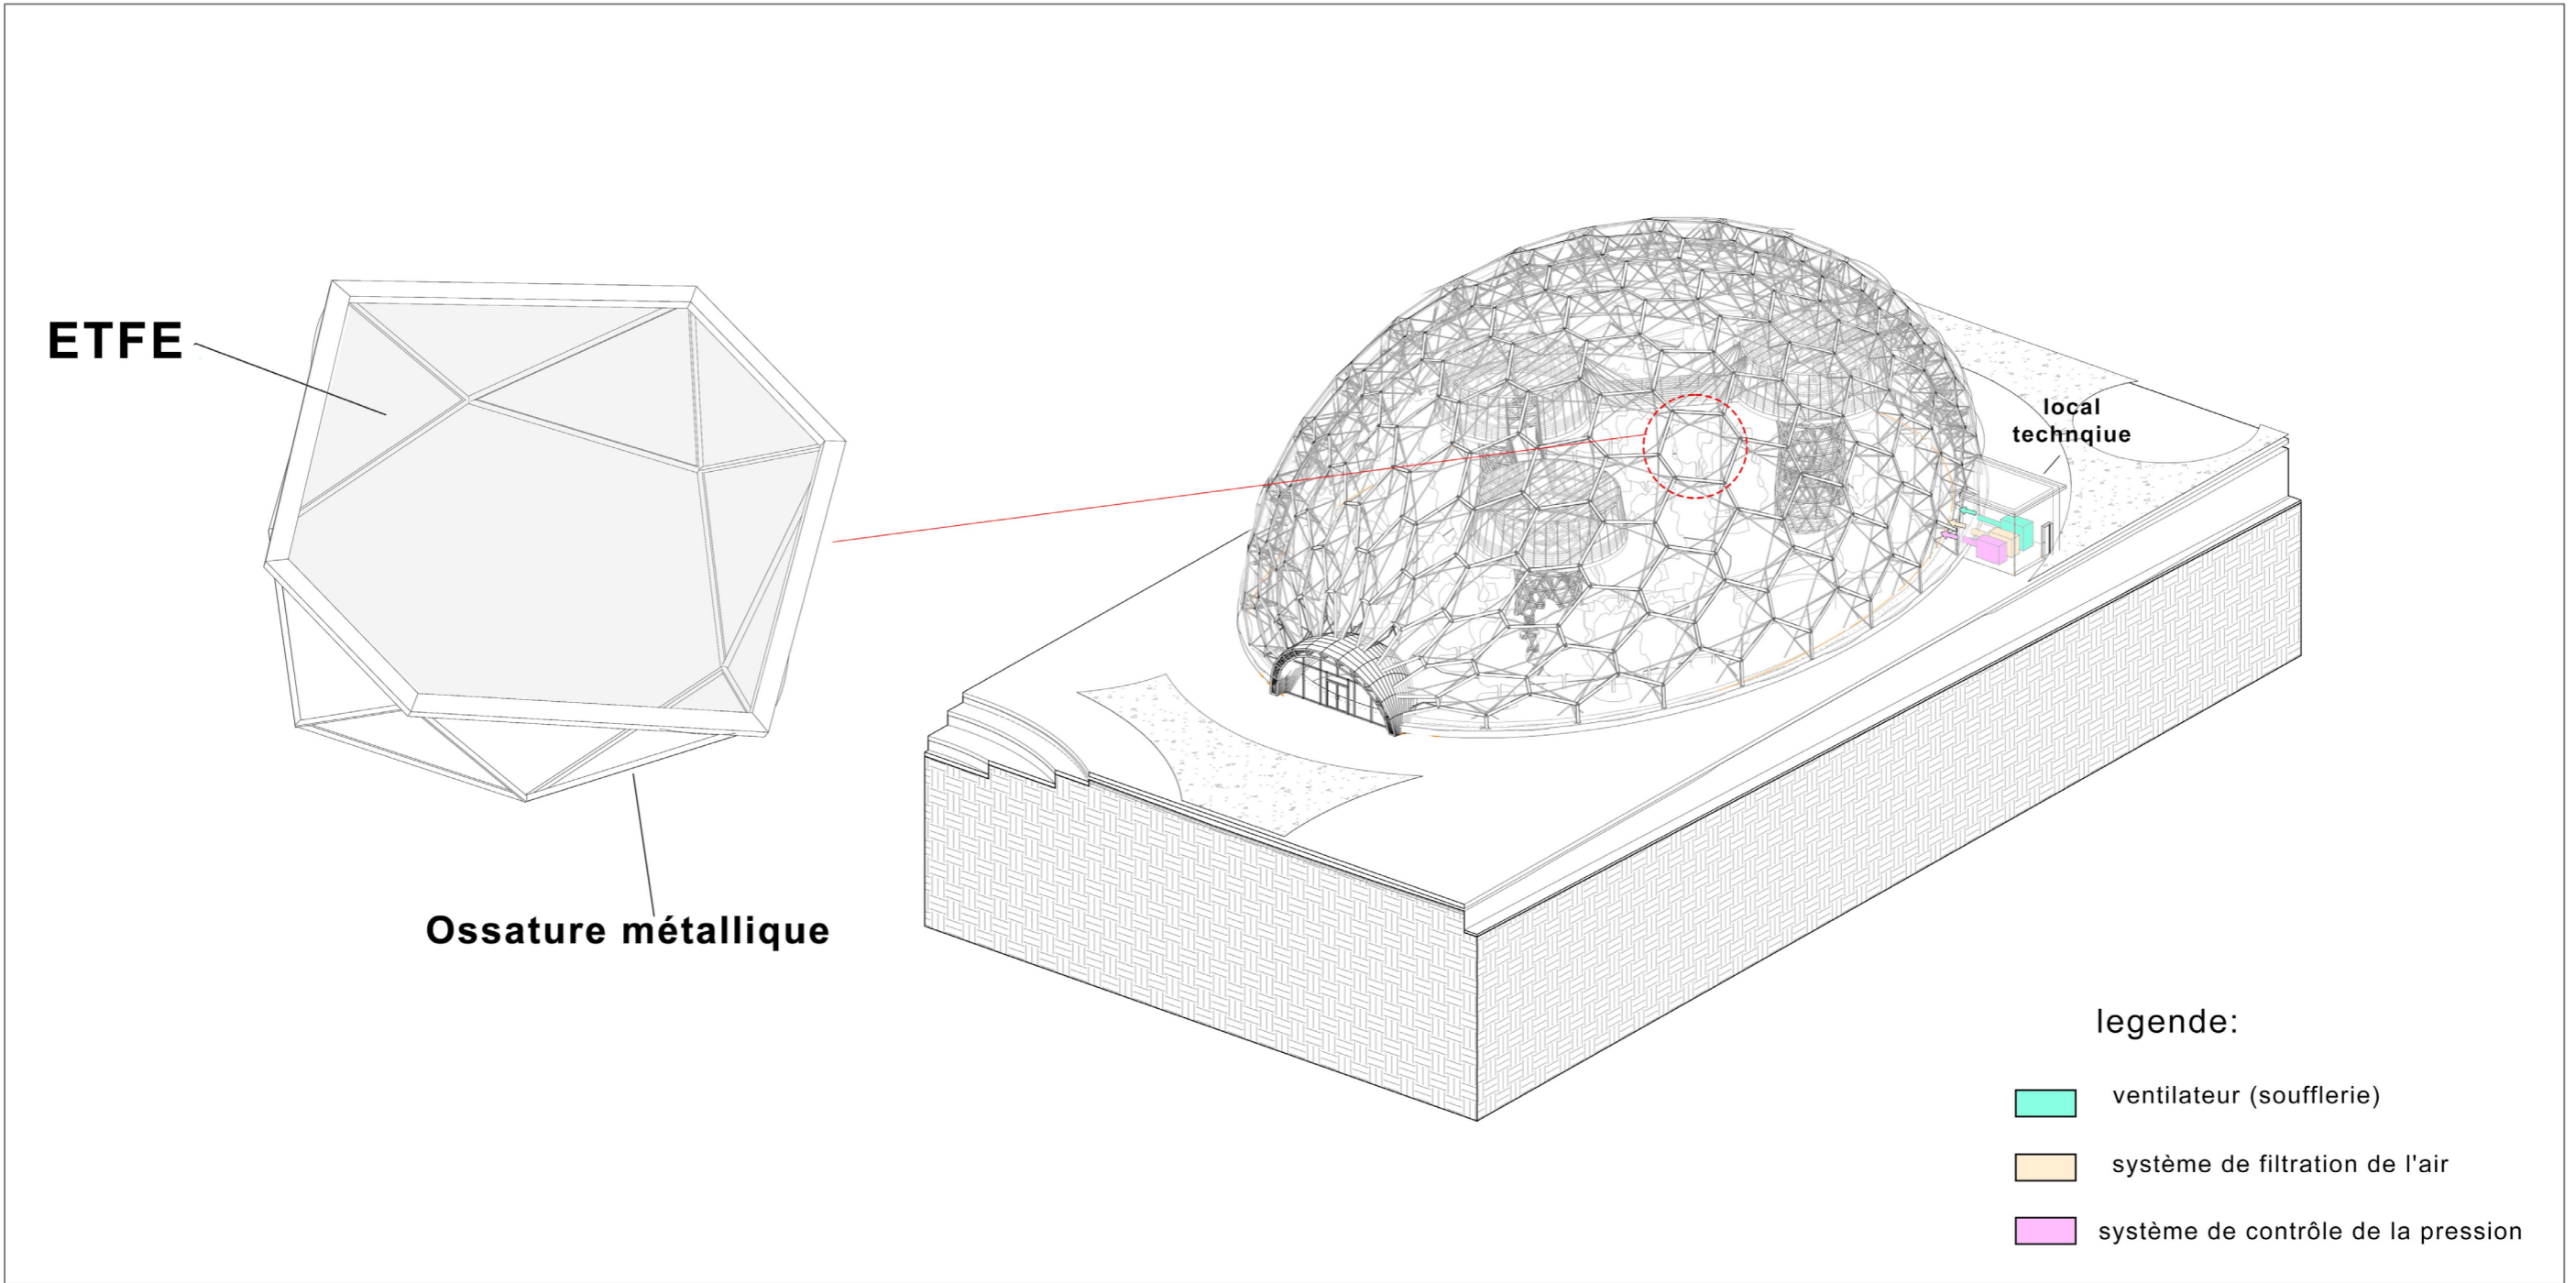 ETFE
local
technqiue
Ossature métallique
legende:
ventilateur (soufflerie)
système de filtration de l'air
système de contrôle de la pression